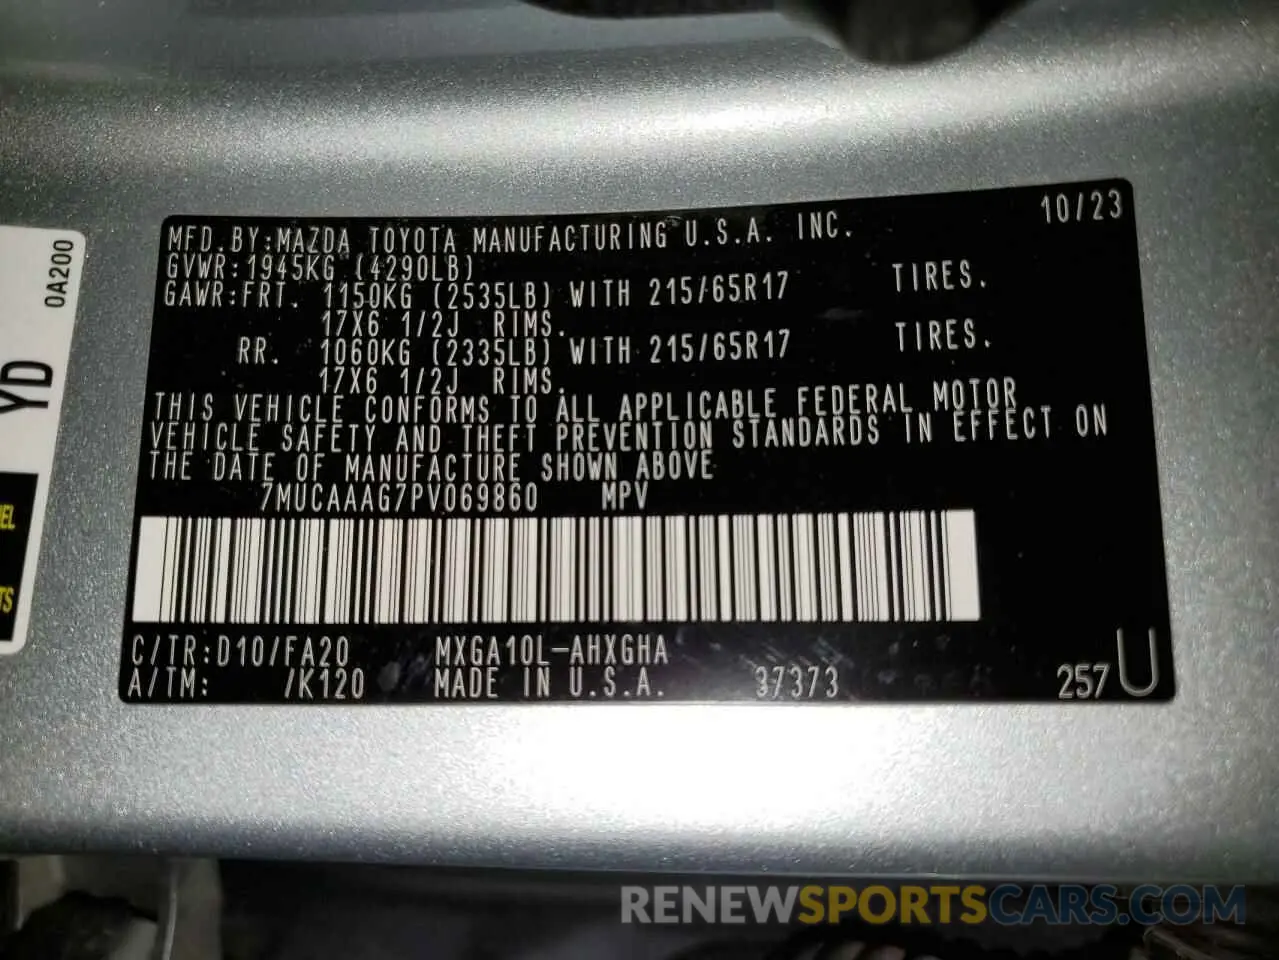 10/23
MFD.BY:MAZDA TOYOTA MANUFACTURING U.S.A. INC.
GVWR:1945KG (4290LB)
GAWR:FRT. 1150KG (2535LB) WITH 215/65R17 TIRES.
17X6 1/2J RIMS.
RR. 1060KG (2335LB) WITH 215/65R17 TIRES.
17X6 1/2J RIMS.
THIS VEHICLE CONFORMS TO ALL APPLICABLE FEDERAL MOTOR
VEHICLE SAFETY AND THEFT PREVENTION STANDARDS IN EFFECT ON
THE DATE OF MANUFACTURE SHOWN ABOVE
7MUCAAAG7PV069860 MPV
C/TR:D10/FA20 MXGA10L-AHXGHA
A/TM: /K120 MADE IN U.S.A. 37373 257U
0A200
YD
TS
RENEWSPORTSCARS.COM